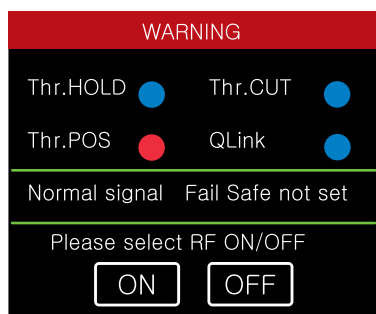 WARNING
Thr.HOLD Thr.CUT
Thr.POS QLink
Normal signal Fail Safe not set
Please select RF ON/OFF
ON OFF